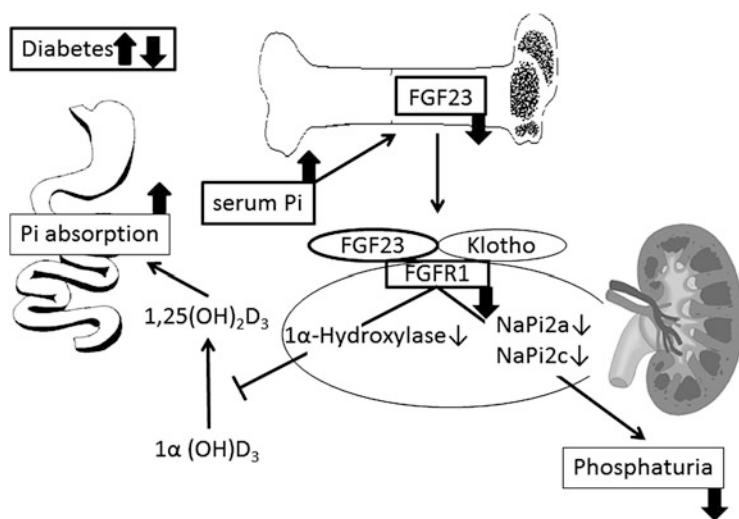 Diabetes
FGF23
serum Pi
Pi absorption
FGF23
Klotho
FGFR1
1,25(OH)₂D₃
1α-Hydroxylase↓
NaPi2a↓
NaPi2c↓
1α (OH)D₃
Phosphaturia